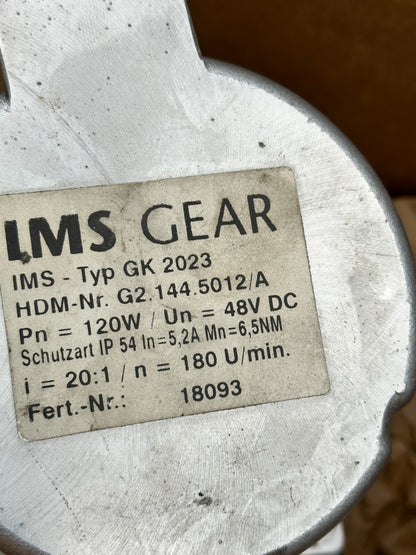 IMS GEAR
IMS - Typ GK 2023
HDM-Nr. G2.144.5012/A
Pn = 120W / Un = 48V DC
Schutzart IP 54 In=5,2A Mn=6,5NM
i = 20:1 / n = 180 U/min.
Fert.-Nr.: 18093